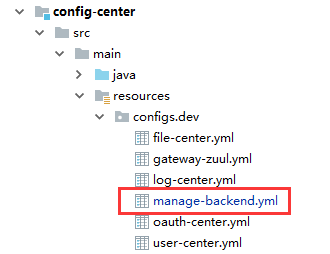 config-center
src
main
java
resources
configs.dev
file-center.yml
gateway-zuul.yml
log-center.yml
manage-backend.yml
oauth-center.yml
user-center.yml